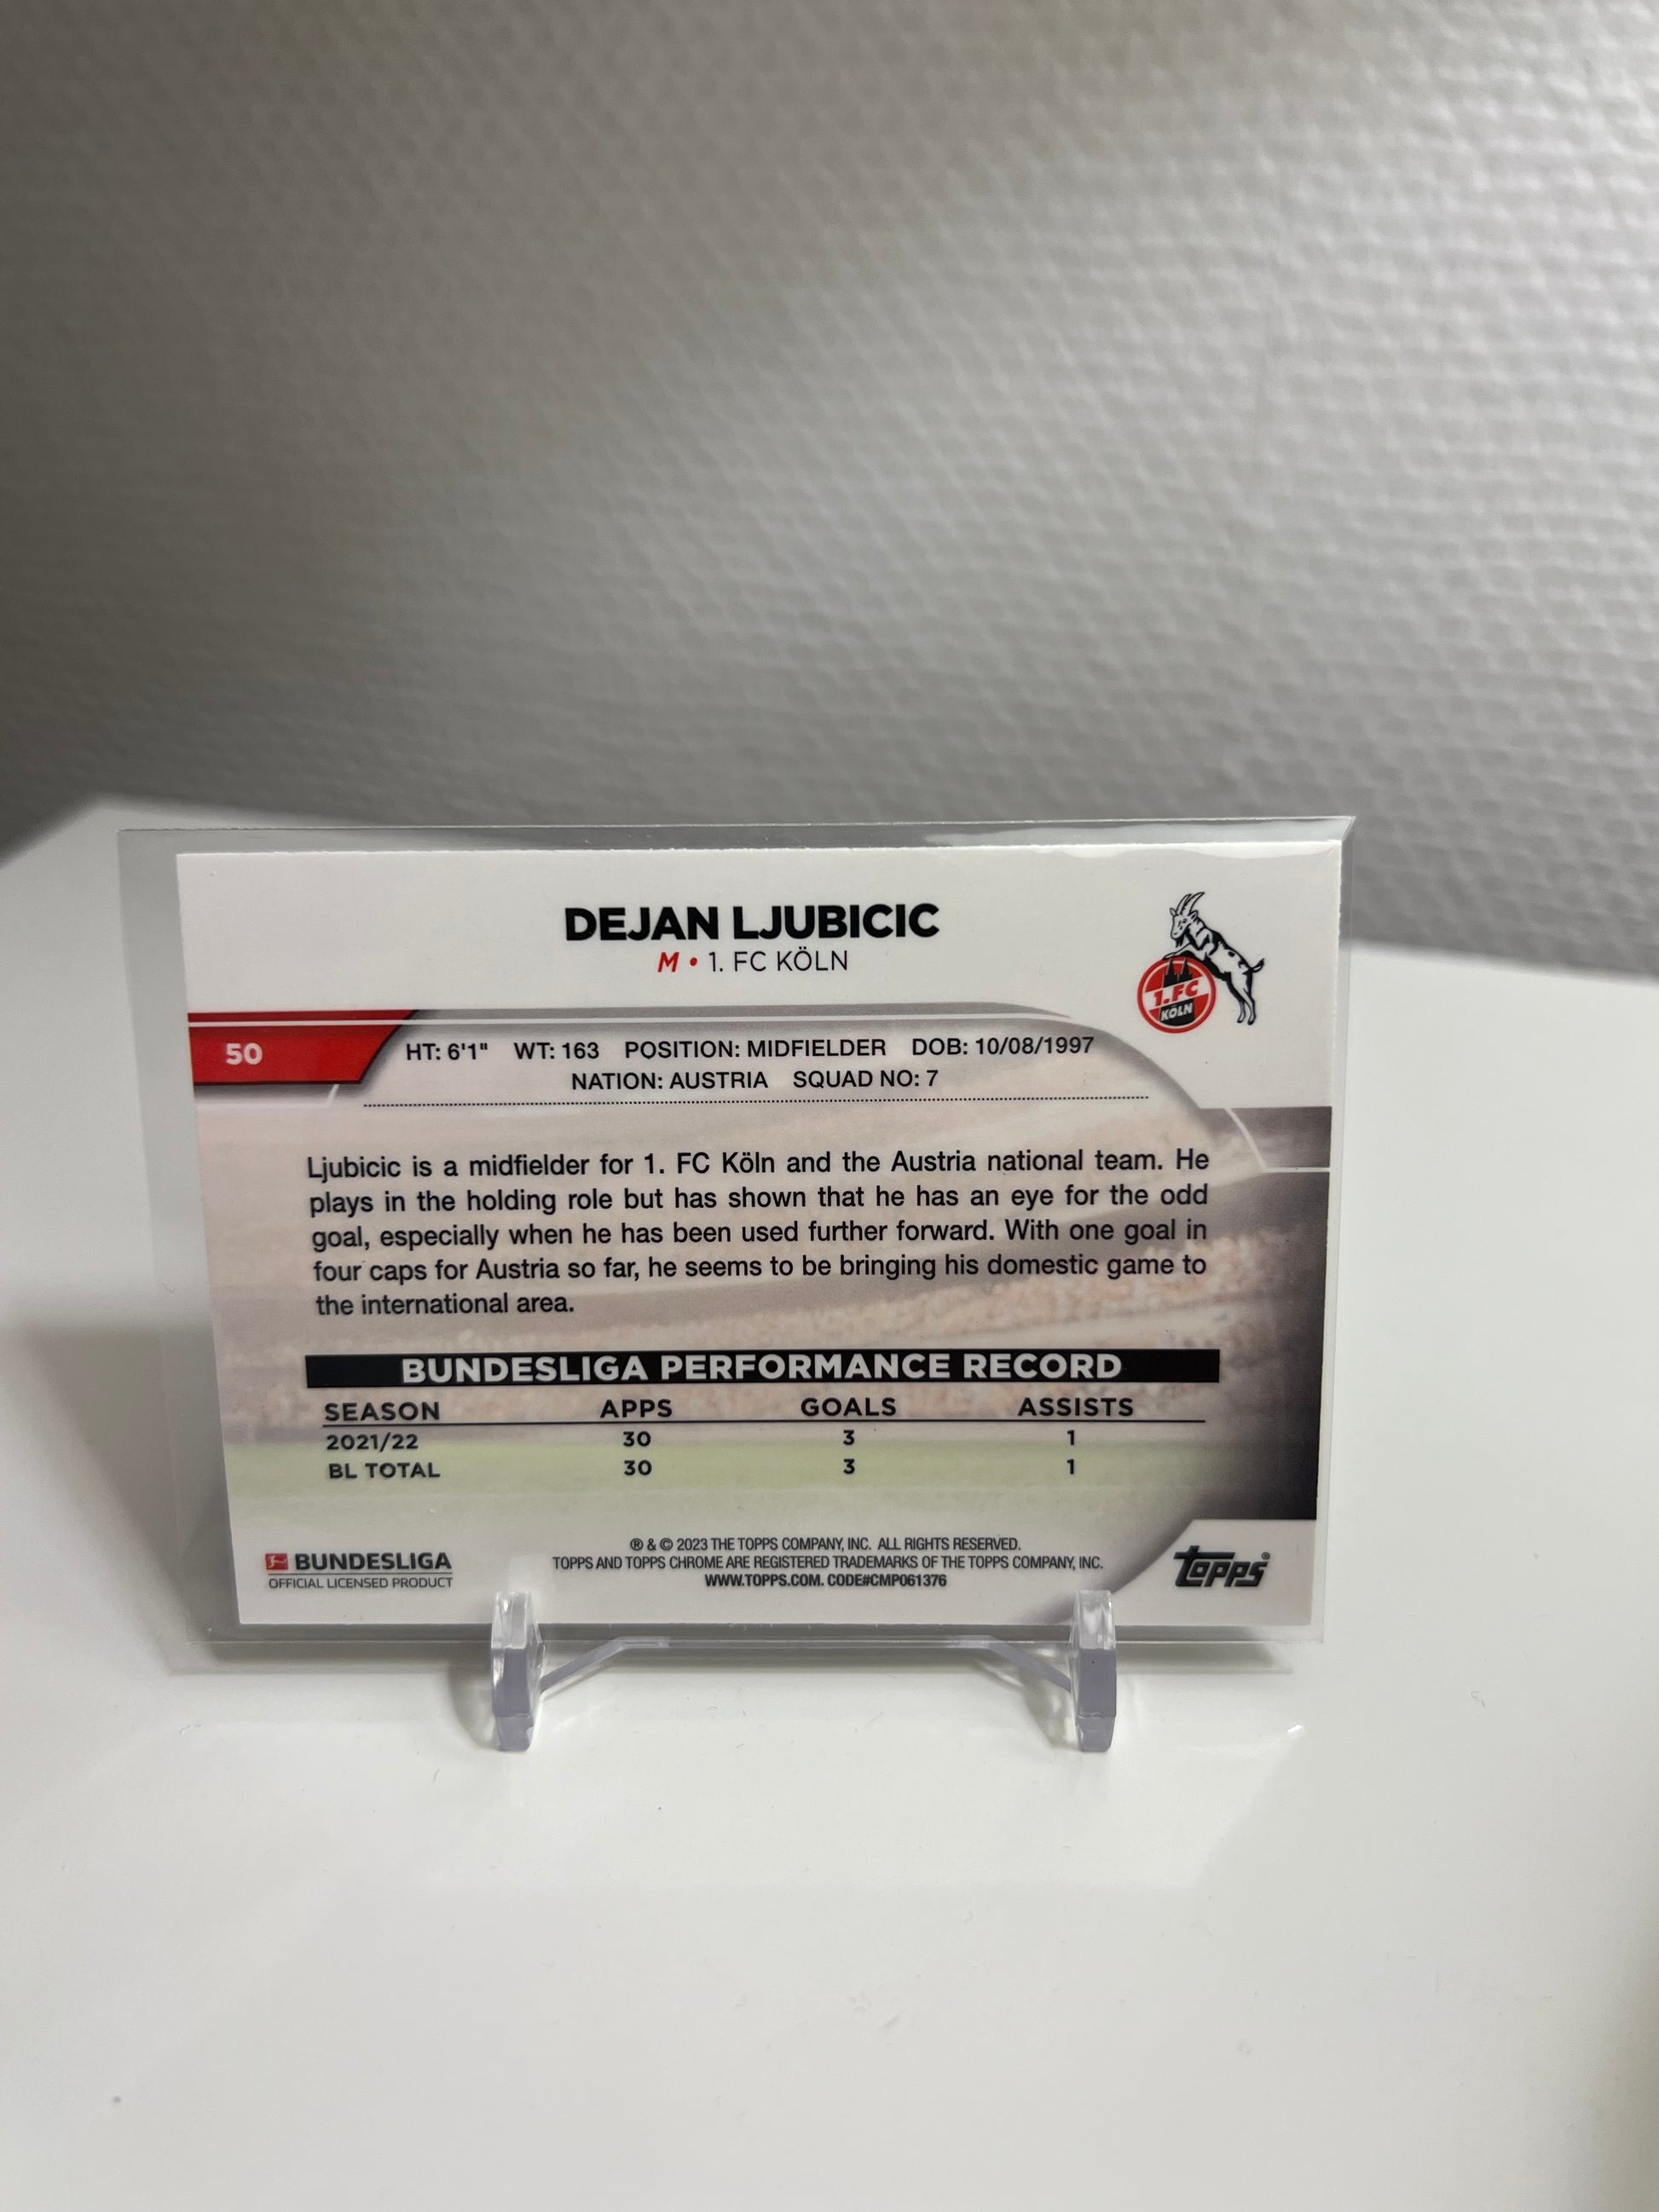 DEJAN LJUBICIC
M • 1. FC KÖLN
1. FC
KÖLN
50
HT: 6'1" WT: 163 POSITION: MIDFIELDER DOB: 10/08/1997
NATION: AUSTRIA SQUAD NO: 7
Ljubicic is a midfielder for 1. FC Köln and the Austria national team. He
plays in the holding role but has shown that he has an eye for the odd
goal, especially when he has been used further forward. With one goal in
four caps for Austria so far, he seems to be bringing his domestic game to
the international area.
BUNDESLIGA PERFORMANCE RECORD
SEASON APPS GOALS ASSISTS
2021/22 30 3 1
BL TOTAL 30 3 1
BUNDESLIGA
OFFICIAL LICENSED PRODUCT
® & © 2023 THE TOPPS COMPANY, INC. ALL RIGHTS RESERVED.
TOPPS AND TOPPS CHROME ARE REGISTERED TRADEMARKS OF THE TOPPS COMPANY, INC.
WWW.TOPPS.COM. CODE#CMP061376
topps®